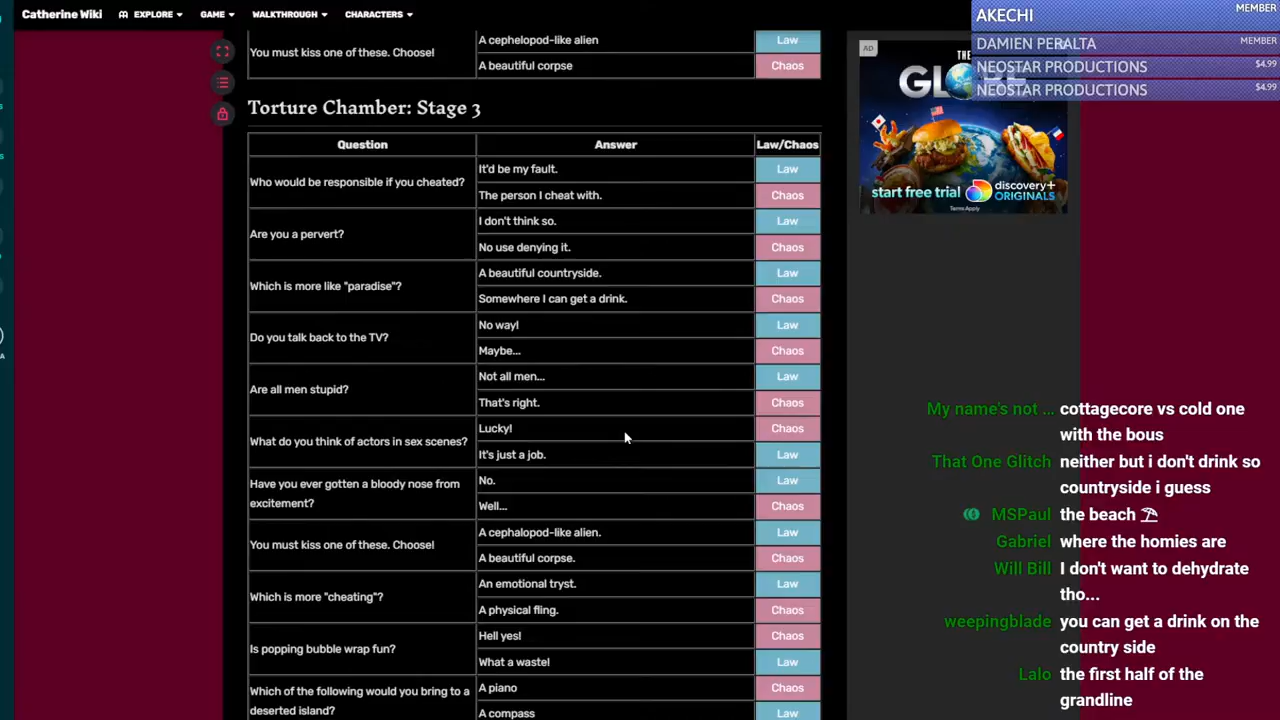 Catherine Wiki
EXPLORE
GAME
WALKTHROUGH
CHARACTERS
AKECHI
MEMBER
DAMIEN PERALTA
MEMBER
NEOSTAR PRODUCTIONS
$4.99
NEOSTAR PRODUCTIONS
$4.99
You must kiss one of these. Choose!
A cephelopod-like alien
Law
A beautiful corpse
Chaos
Torture Chamber: Stage 3
Question
Answer
Law/Chaos
Who would be responsible if you cheated?
It'd be my fault.
Law
The person I cheat with.
Chaos
Are you a pervert?
I don't think so.
Law
No use denying it.
Chaos
Which is more like "paradise"?
A beautiful countryside.
Law
Somewhere I can get a drink.
Chaos
Do you talk back to the TV?
No way!
Law
Maybe...
Chaos
Are all men stupid?
Not all men...
Law
That's right.
Chaos
What do you think of actors in sex scenes?
Lucky!
Chaos
It's just a job.
Law
Have you ever gotten a bloody nose from
excitement?
No.
Law
Well...
Chaos
You must kiss one of these. Choose!
A cephalopod-like alien.
Law
A beautiful corpse.
Chaos
Which is more "cheating"?
An emotional tryst.
Law
A physical fling.
Chaos
Is popping bubble wrap fun?
Hell yes!
Chaos
What a waste!
Law
Which of the following would you bring to a
deserted island?
A piano
Chaos
A compass
Law
AD
start free trial
discovery+
ORIGINALS
Terms Apply
My name's not ... cottagecore vs cold one
with the bous
That One Glitch neither but i don't drink so
countryside i guess
MSPaul the beach ⛱
Gabriel where the homies are
Will Bill I don't want to dehydrate
tho...
weepingblade you can get a drink on the
country side
Lalo the first half of the
grandline